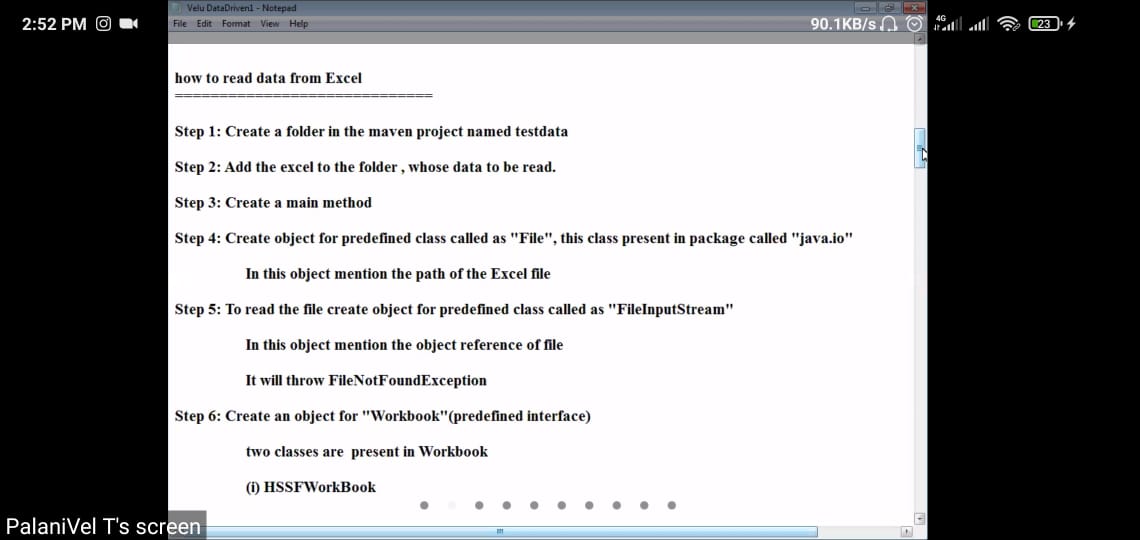 2:52 PM
90.1KB/s
4G
23
Velu DataDriven1 - Notepad
File Edit Format View Help
how to read data from Excel
==============================
Step 1: Create a folder in the maven project named testdata
Step 2: Add the excel to the folder , whose data to be read.
Step 3: Create a main method
Step 4: Create object for predefined class called as "File", this class present in package called "java.io"
In this object mention the path of the Excel file
Step 5: To read the file create object for predefined class called as "FileInputStream"
In this object mention the object reference of file
It will throw FileNotFoundException
Step 6: Create an object for "Workbook"(predefined interface)
two classes are present in Workbook
(i) HSSFWorkBook
PalaniVel T's screen